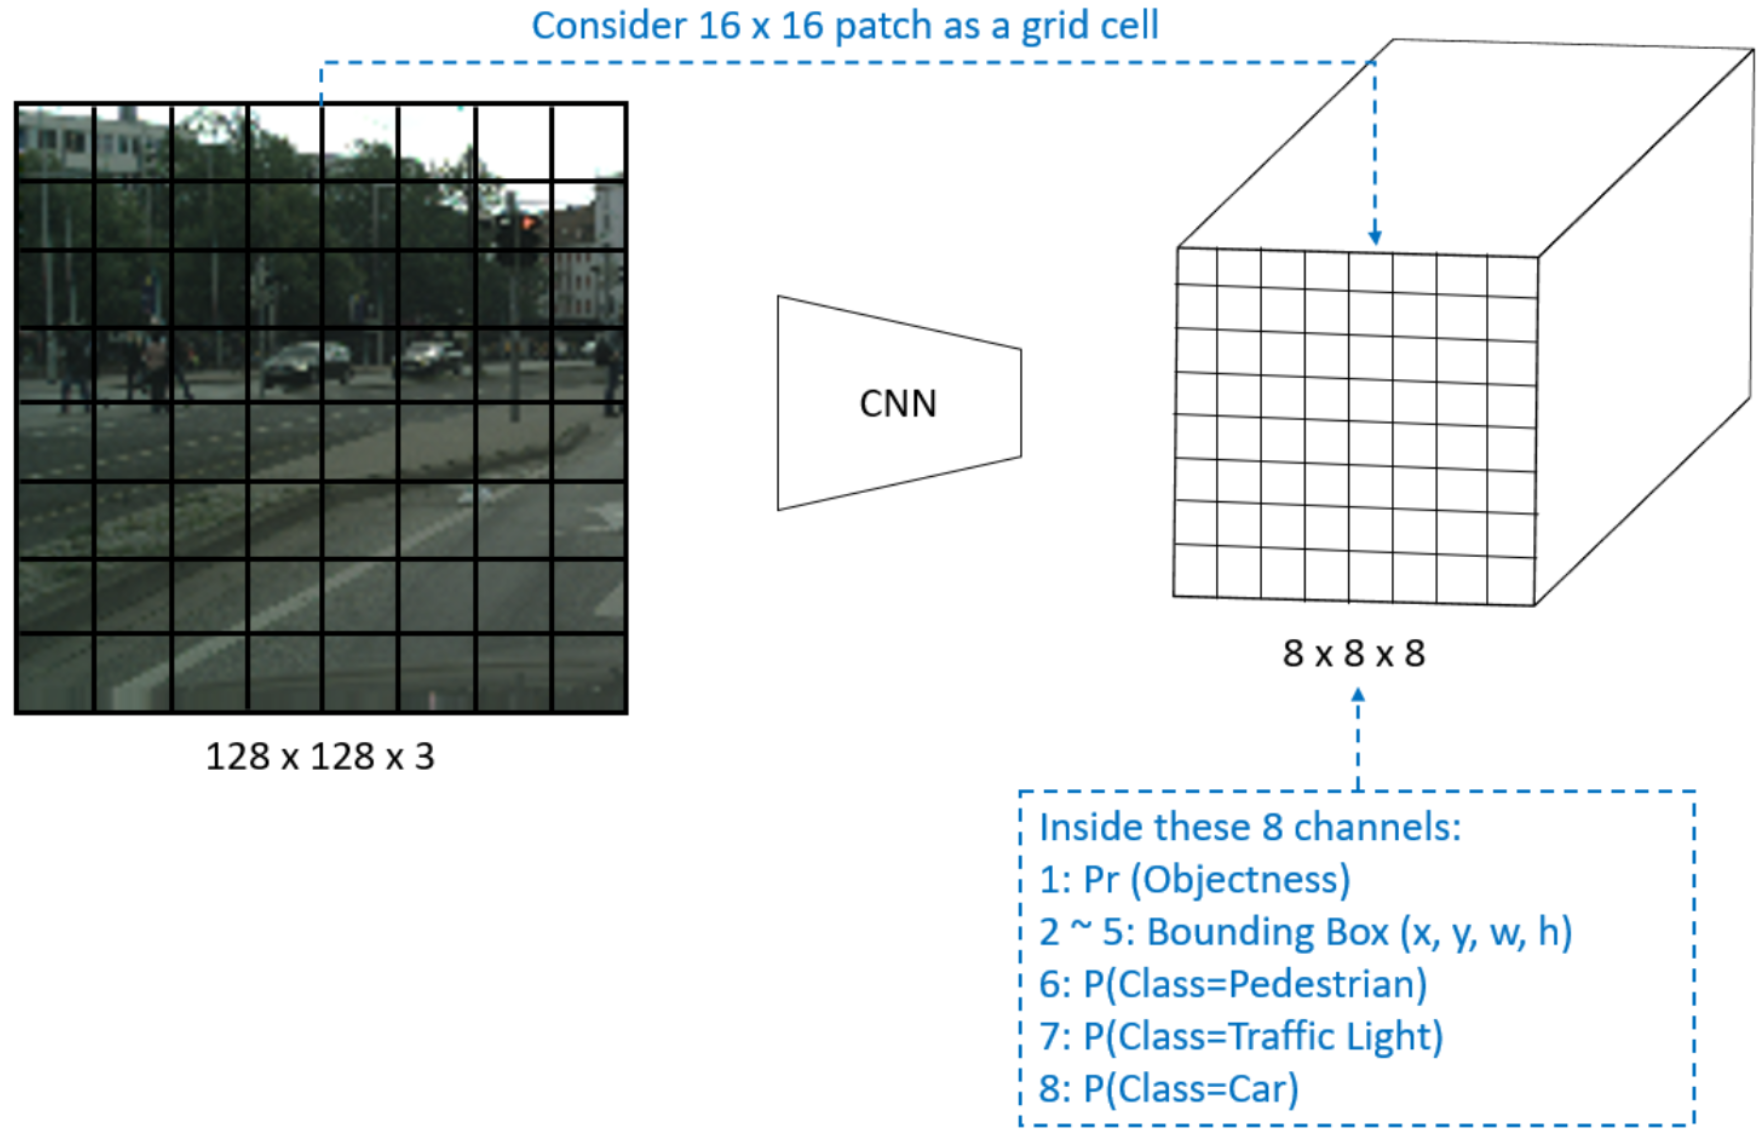 Consider 16 x 16 patch as a grid cell
CNN
8 x 8 x 8
128 x 128 x 3
Inside these 8 channels:
1: Pr (Objectness)
2 ~ 5: Bounding Box (x, y, w, h)
6: P(Class=Pedestrian)
7: P(Class=Traffic Light)
8: P(Class=Car)